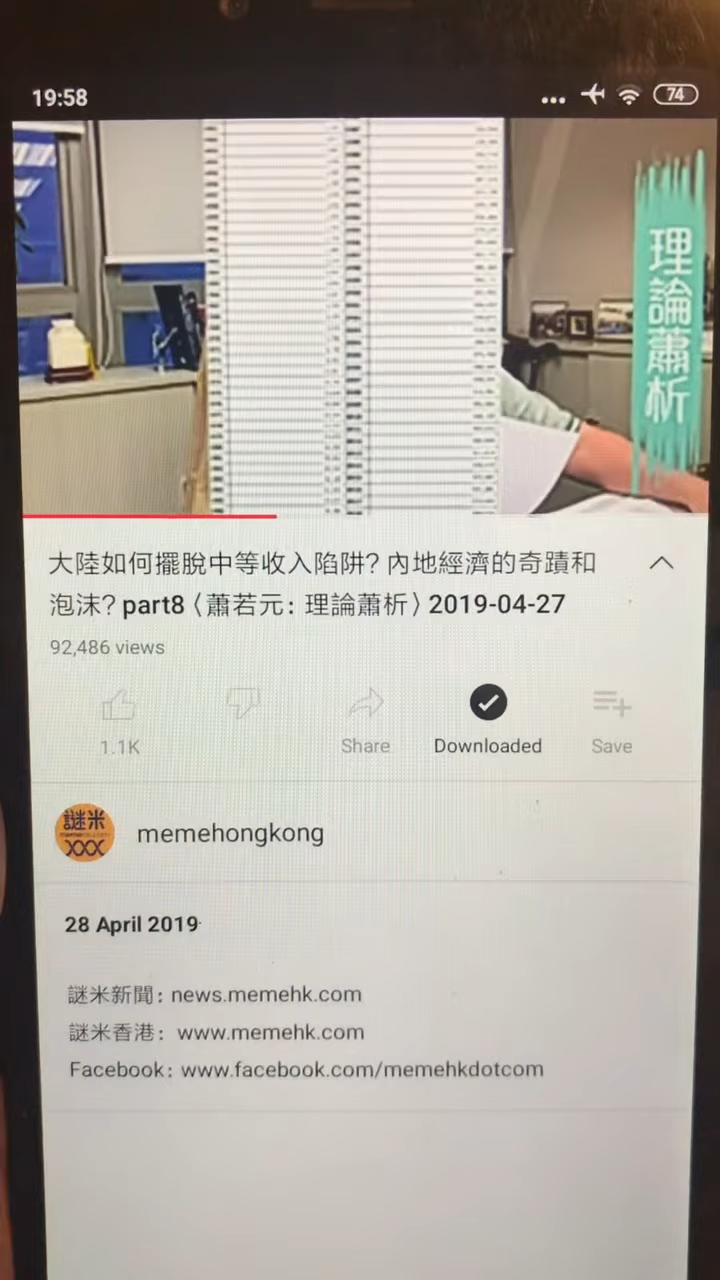 19:58
74
理論蕭析
大陸如何擺脫中等收入陷阱? 內地經濟的奇蹟和
泡沫? part8〈蕭若元：理論蕭析〉2019-04-27
92,486 views
1.1K
Share
Downloaded
Save
謎米
memehongkong
28 April 2019
謎米新聞：news.memehk.com
謎米香港：www.memehk.com
Facebook：www.facebook.com/memehkdotcom